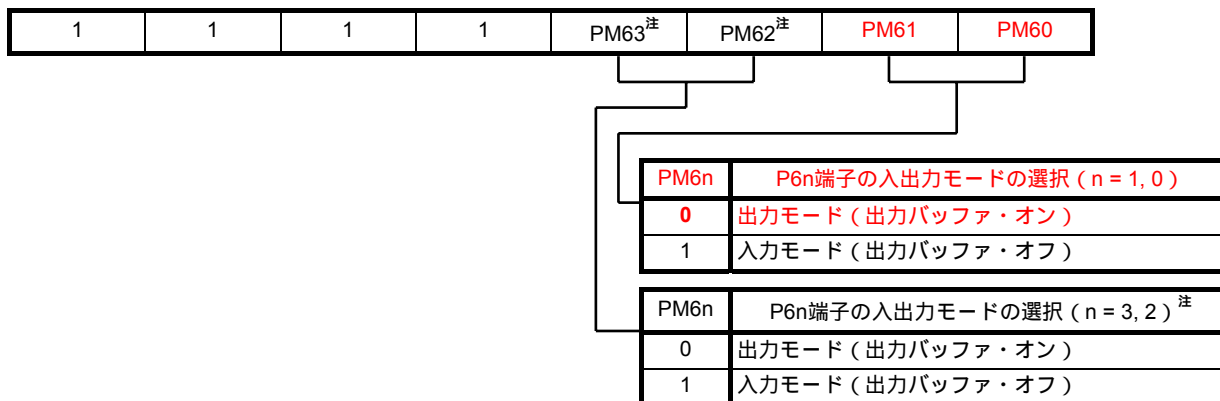 1 1 1 1 PM63注 PM62注 PM61 PM60
PM6n P6n端子の入出力モードの選択（n = 1, 0）
0 出力モード（出力バッファ・オン）
1 入力モード（出力バッファ・オフ）
PM6n P6n端子の入出力モードの選択（n = 3, 2）注
0 出力モード（出力バッファ・オン）
1 入力モード（出力バッファ・オフ）